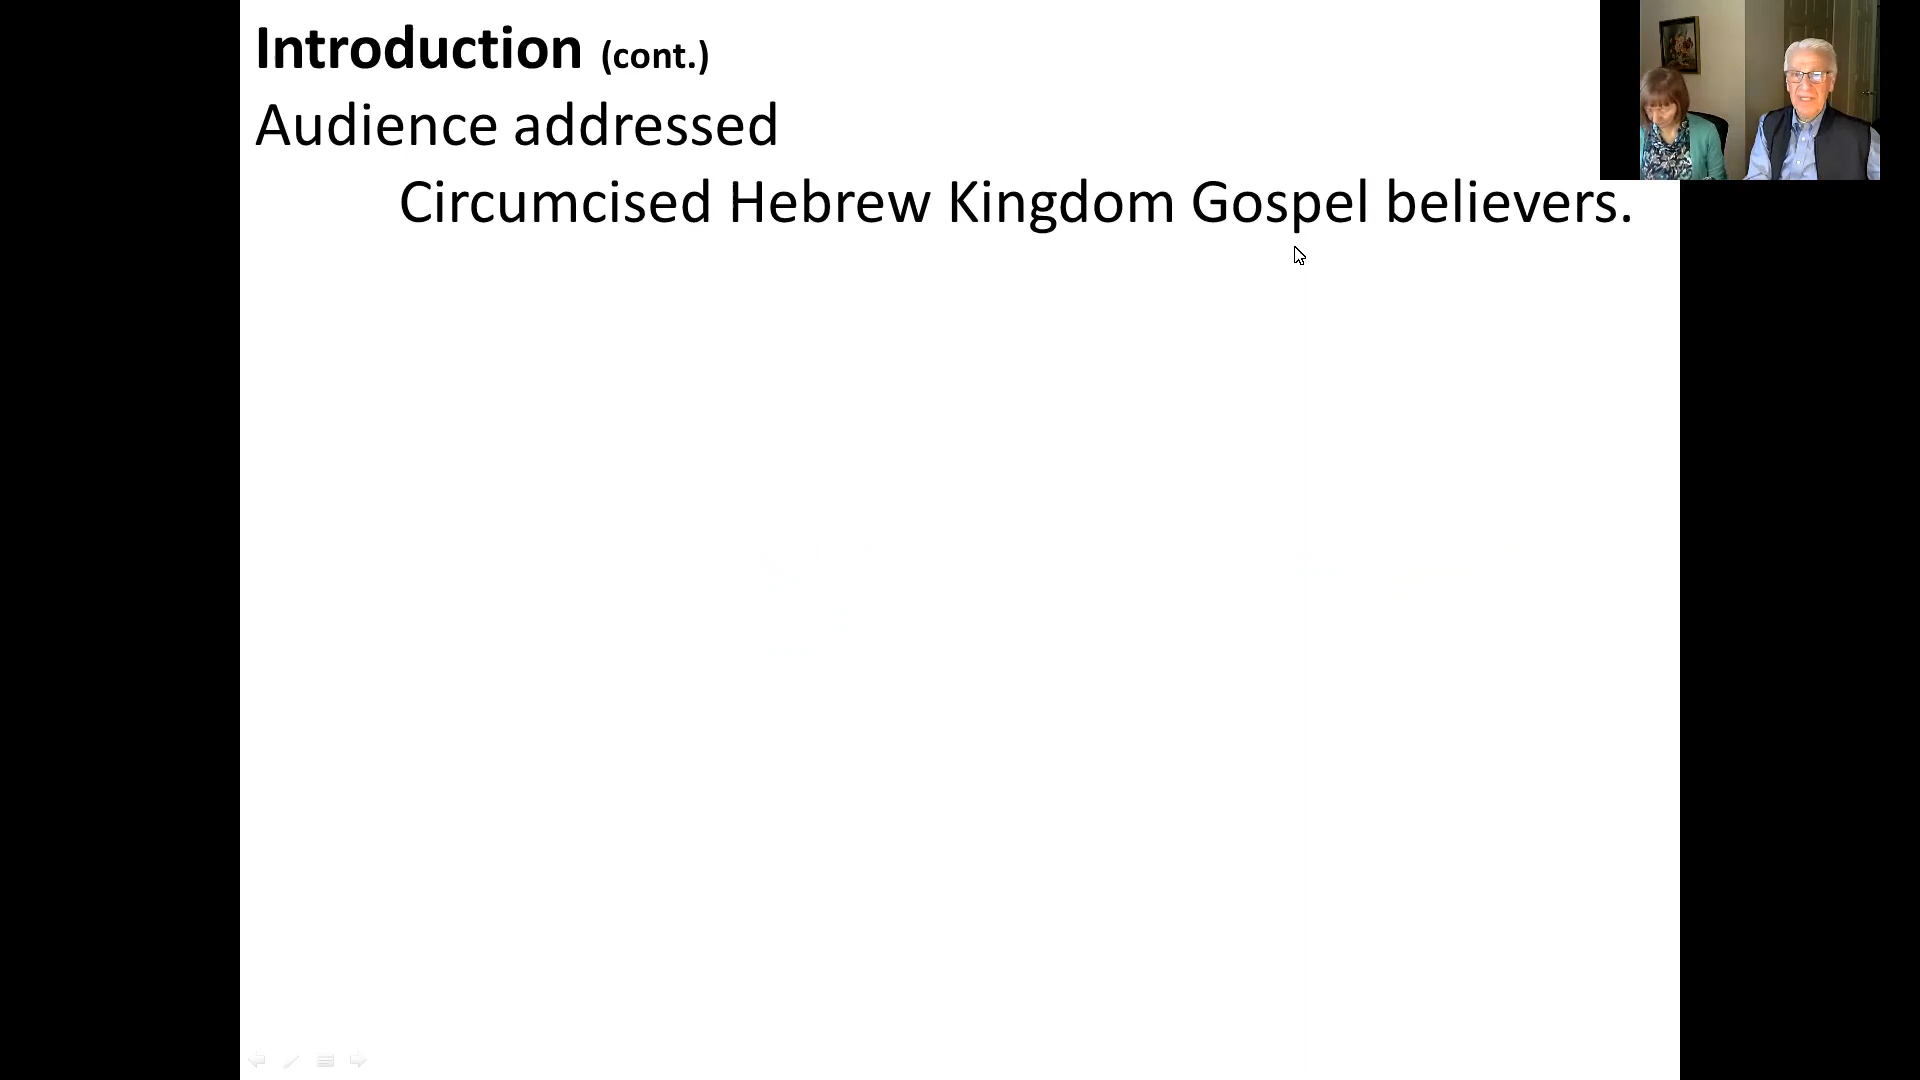 Introduction (cont.)
Audience addressed
Circumcised Hebrew Kingdom Gospel believers.